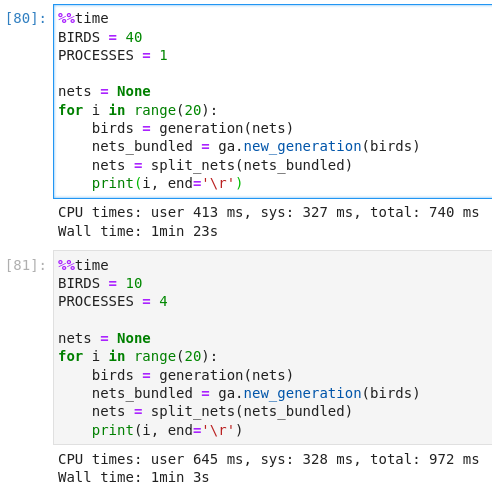 [80]: %%time
BIRDS = 40
PROCESSES = 1

nets = None
for i in range(20):
    birds = generation(nets)
    nets_bundled = ga.new_generation(birds)
    nets = split_nets(nets_bundled)
    print(i, end='\r')
CPU times: user 413 ms, sys: 327 ms, total: 740 ms
Wall time: 1min 23s
[81]: %%time
BIRDS = 10
PROCESSES = 4

nets = None
for i in range(20):
    birds = generation(nets)
    nets_bundled = ga.new_generation(birds)
    nets = split_nets(nets_bundled)
    print(i, end='\r')
CPU times: user 645 ms, sys: 328 ms, total: 972 ms
Wall time: 1min 3s